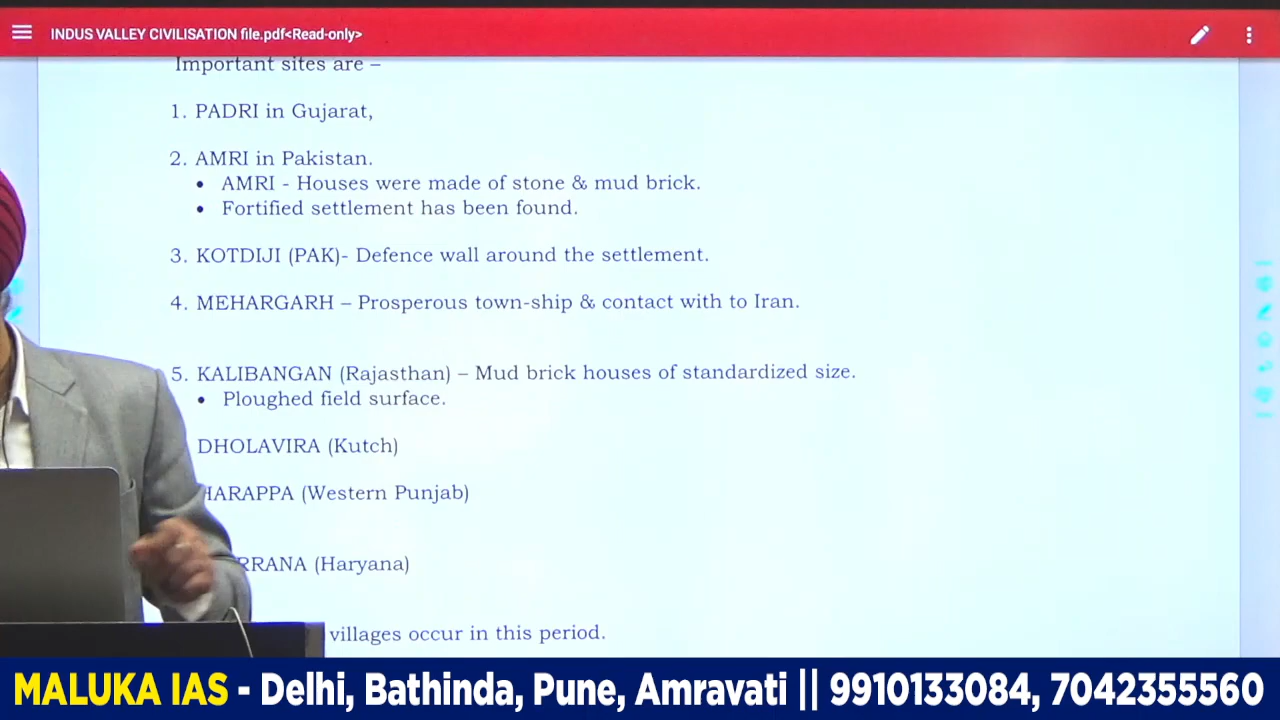 INDUS VALLEY CIVILISATION file.pdf<Read-only>
Important sites are –
1. PADRI in Gujarat,
2. AMRI in Pakistan.
• AMRI - Houses were made of stone & mud brick.
• Fortified settlement has been found.
3. KOTDIJI (PAK)- Defence wall around the settlement.
4. MEHARGARH – Prosperous town-ship & contact with to Iran.
5. KALIBANGAN (Rajasthan) – Mud brick houses of standardized size.
• Ploughed field surface.
DHOLAVIRA (Kutch)
HARAPPA (Western Punjab)
RRANA (Haryana)
villages occur in this period.
MALUKA IAS - Delhi, Bathinda, Pune, Amravati || 9910133084, 7042355560